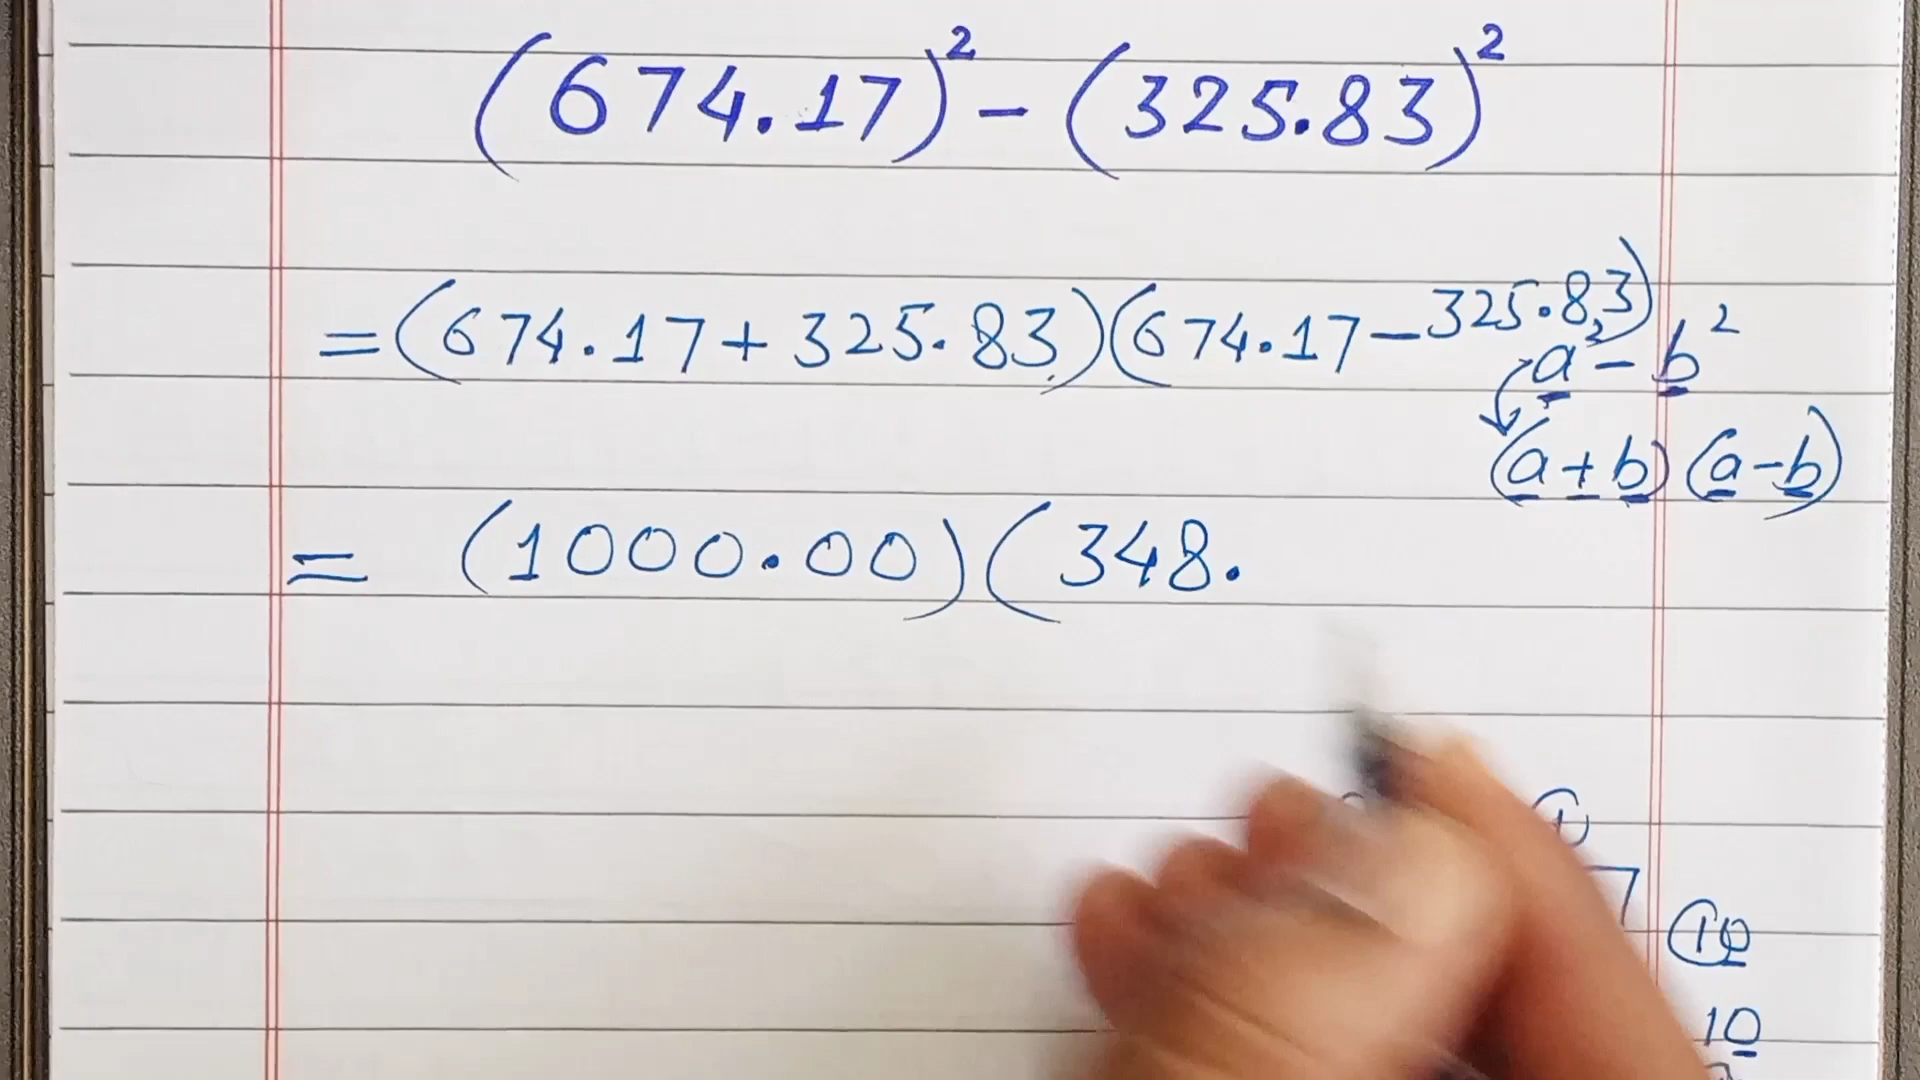 (674.17)² - (325.83)²
= (674.17 + 325.83)(674.17 - 325.83)
a² - b²
(a + b) (a - b)
= (1000.00) (348.
1
10
10